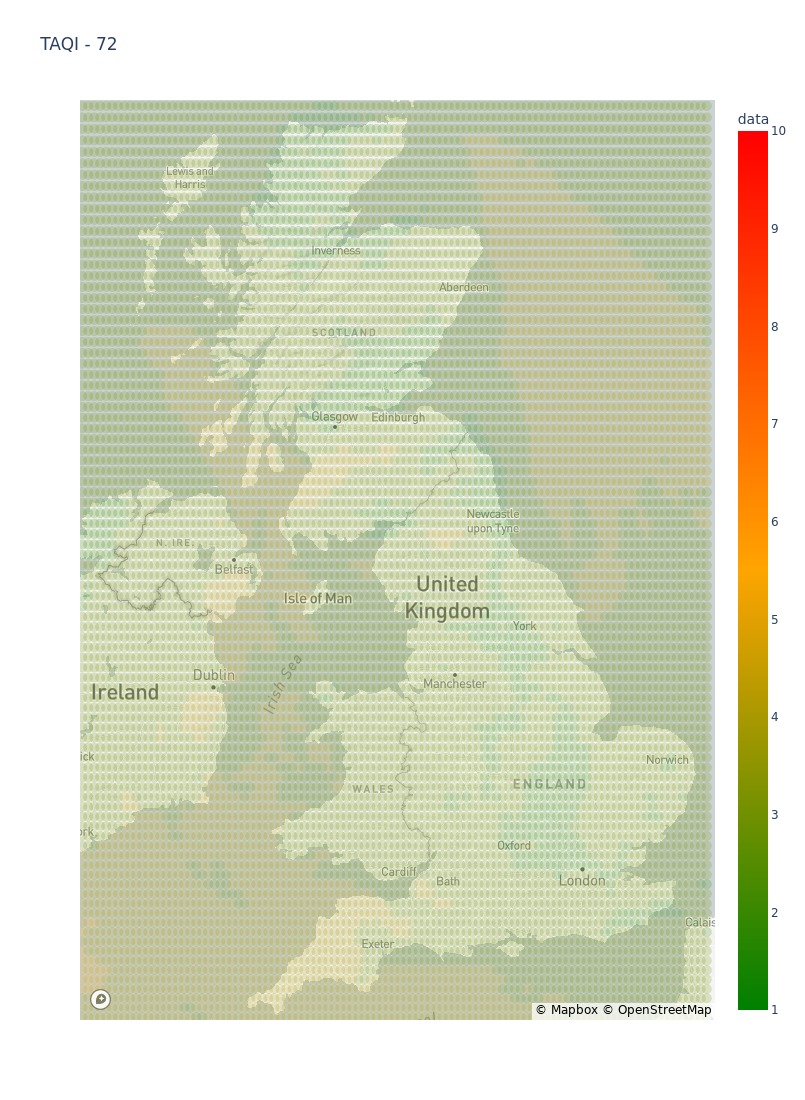 TAQI - 72
data
10
9
8
7
6
5
4
3
2
1
Lewis and
Harris
Inverness
Aberdeen
SCOTLAND
Glasgow
Edinburgh
Newcastle
upon Tyne
N. IRE.
Belfast
Isle of Man
United
Kingdom
York
Dublin
Irish Sea
Manchester
Ireland
ick
Norwich
WALES
ENGLAND
ork
Oxford
Cardiff
Bath
London
Calais
Exeter
© Mapbox © OpenStreetMap